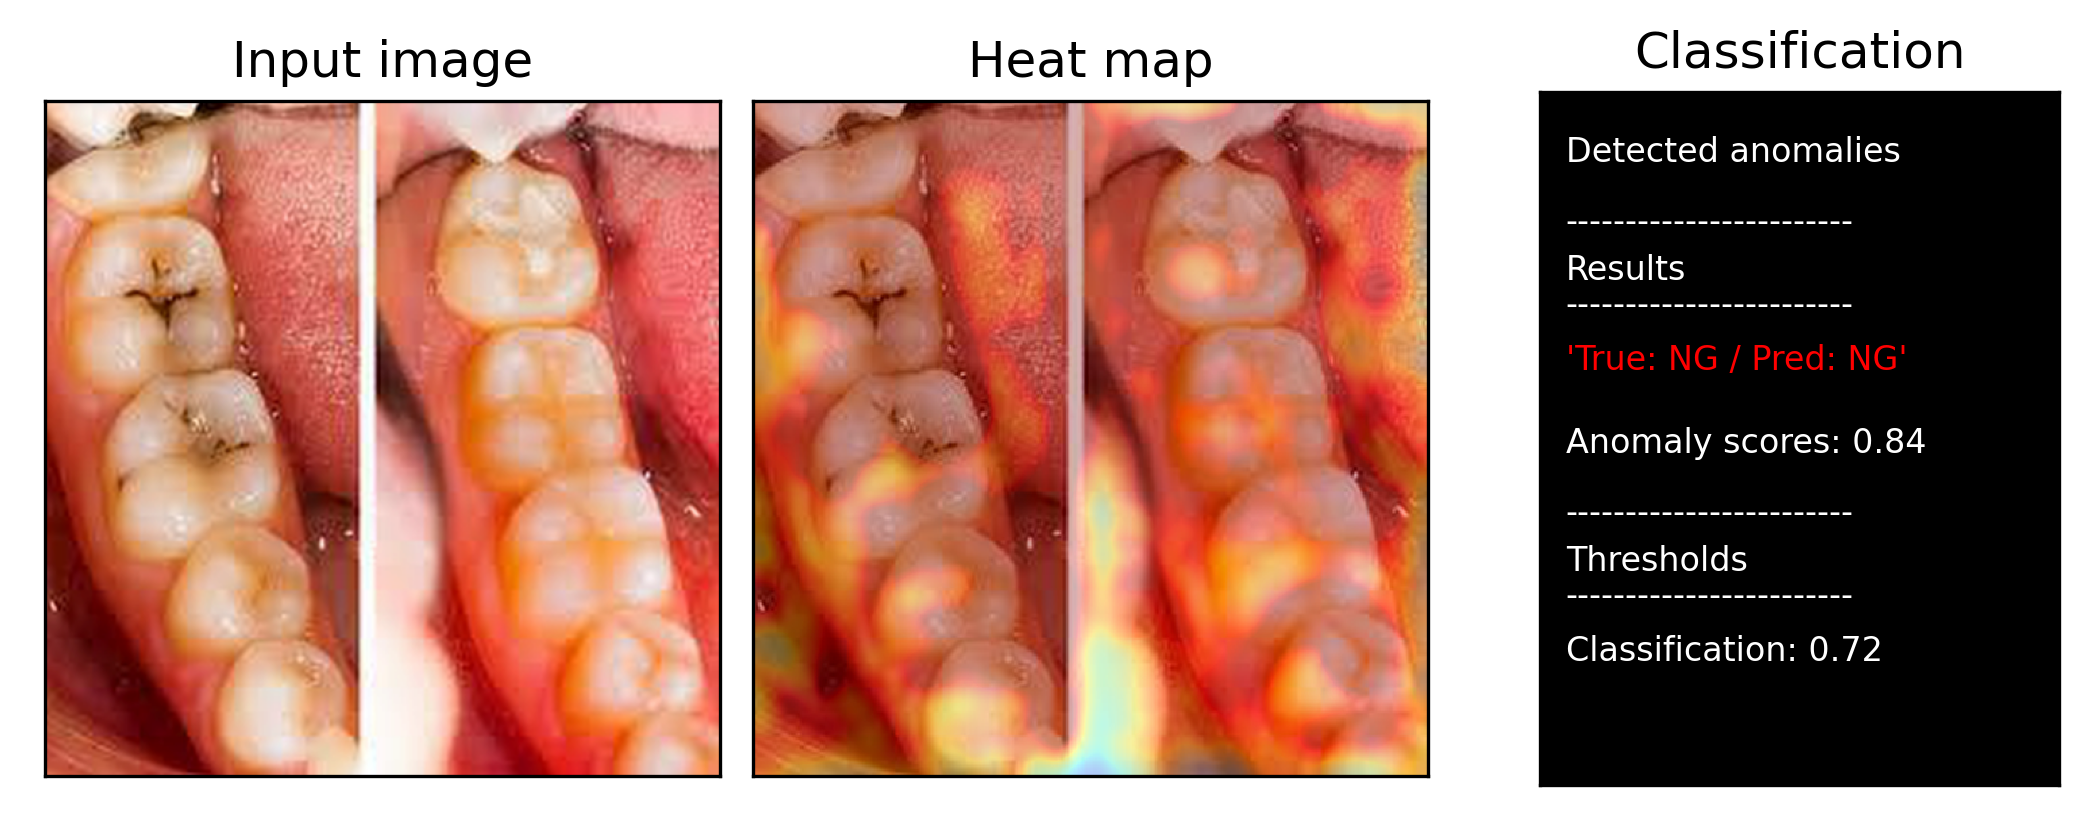 Input image
Heat map
Classification
Detected anomalies
------------------------
Results
------------------------
'True: NG / Pred: NG'
Anomaly scores: 0.84
------------------------
Thresholds
------------------------
Classification: 0.72